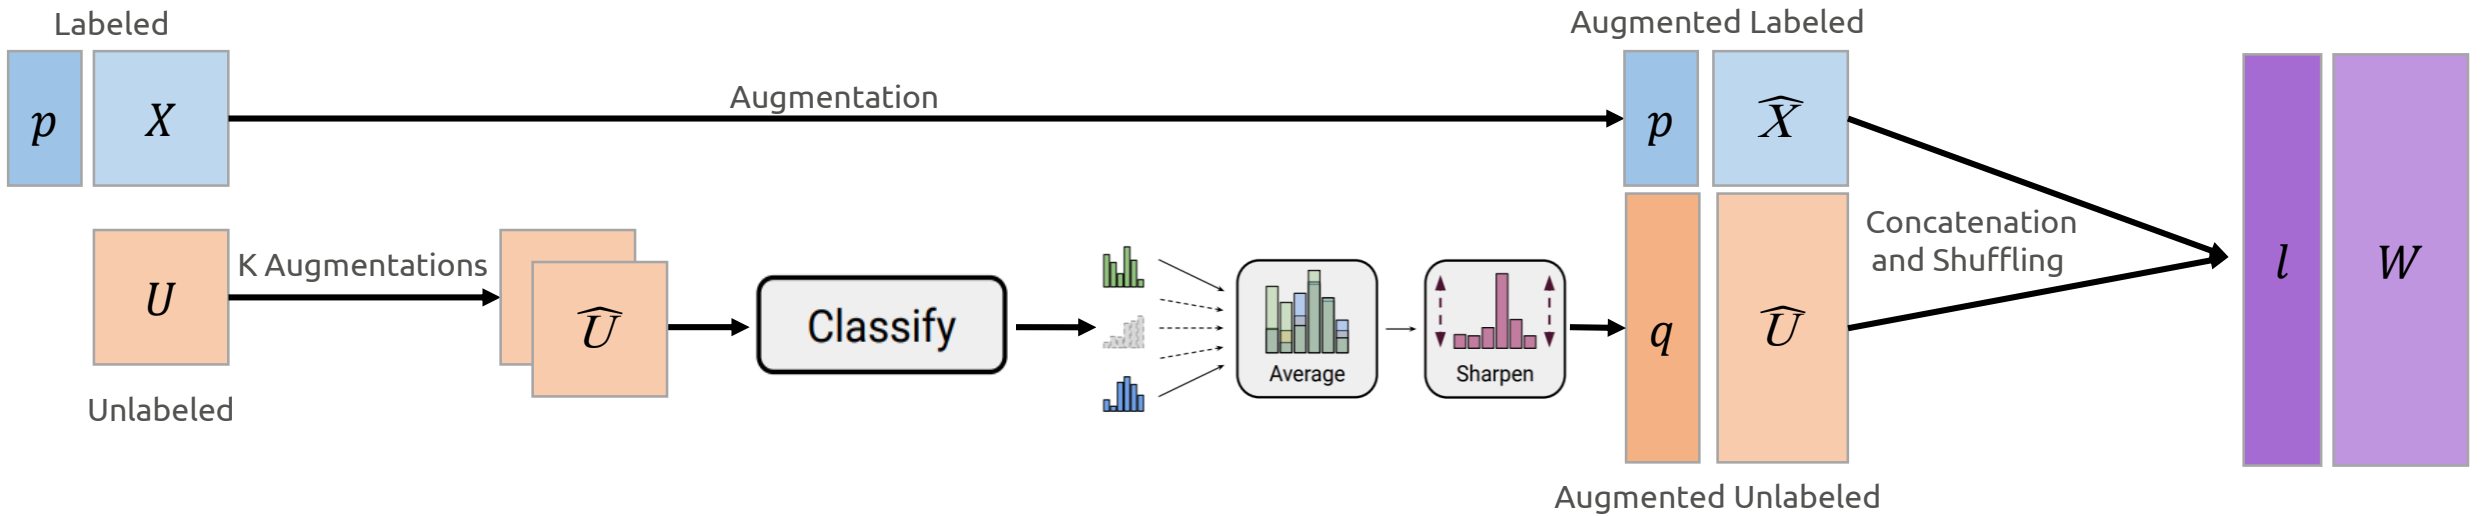 Labeled
p
X
Augmentation
Augmented Labeled
p
X̂
U
Unlabeled
K Augmentations
Û
Classify
Average
Sharpen
q
Û
Augmented Unlabeled
Concatenation
and Shuffling
l
W